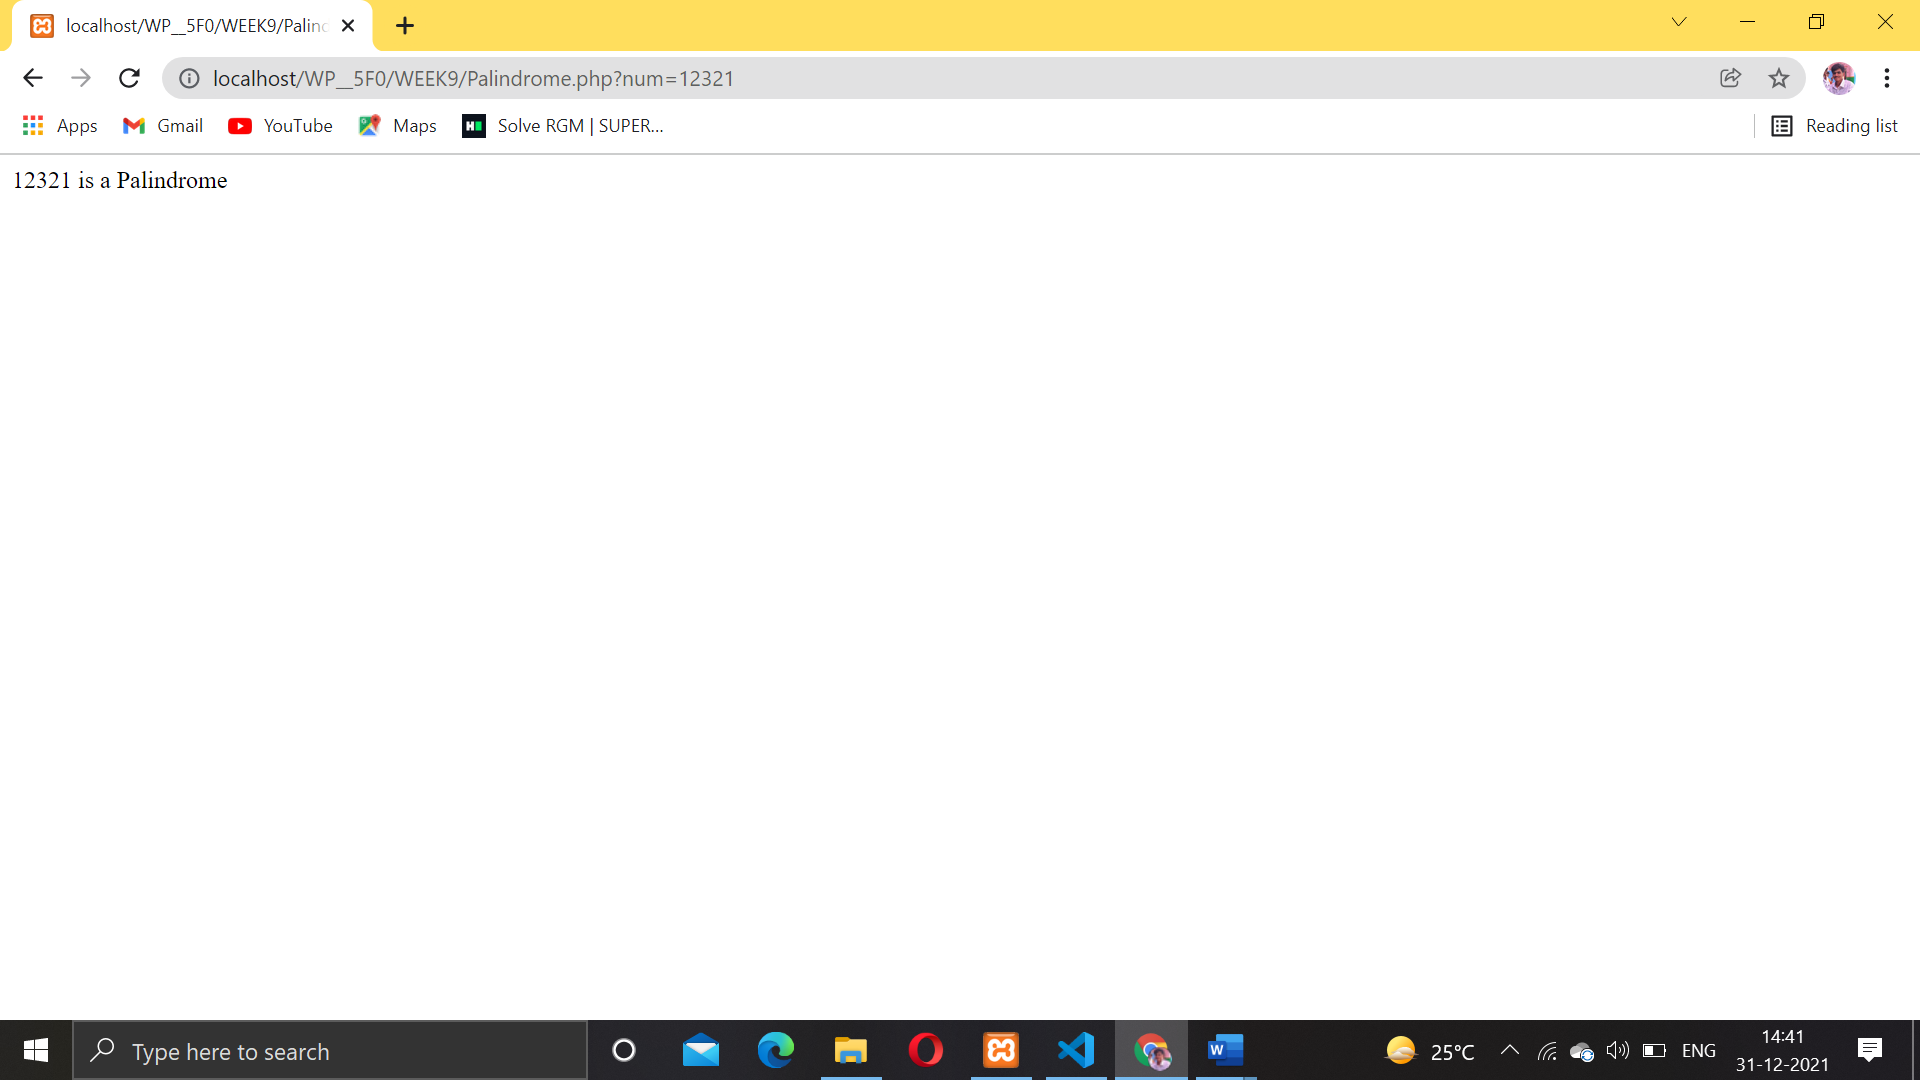 localhost/WP__5F0/WEEK9/Palind
localhost/WP__5F0/WEEK9/Palindrome.php?num=12321
Apps Gmail YouTube Maps Solve RGM | SUPER... Reading list
12321 is a Palindrome
Type here to search 25°C ENG 14:41
31-12-2021